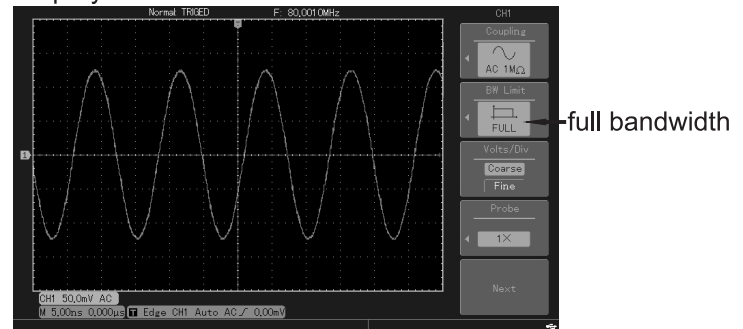 Normal TRIGED F: 80,0010MHz CH1
Coupling
AC 1MΩ
BW Limit
FULL
full bandwidth
Volts/Div
Coarse
Fine
Probe
1X
Next
1
CH1 50,0mV AC
M 5,00ns 0,000μs T Edge CH1 Auto AC 0,00mV